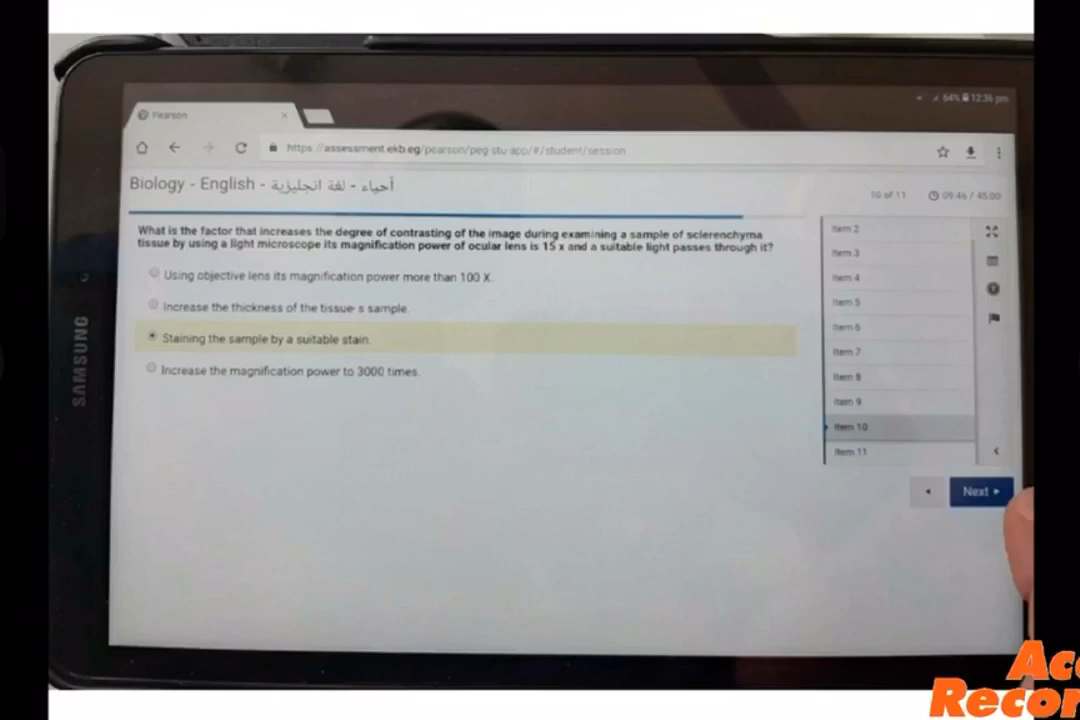 64% 12:36 pm
Pearson
https://assessment.ekb.eg/pearson/peg-stu-app/#/student/session
Biology - English - أحياء - لغة انجليزية
10 of 11
09:46 / 45:00
What is the factor that increases the degree of contrasting of the image during examining a sample of sclerenchyma
tissue by using a light microscope its magnification power of ocular lens is 15 x and a suitable light passes through it?
Using objective lens its magnification power more than 100 X.
Increase the thickness of the tissue s sample.
Staining the sample by a suitable stain.
Increase the magnification power to 3000 times.
Item 2
Item 3
Item 4
Item 5
Item 6
Item 7
Item 8
Item 9
Item 10
Item 11
Next
SAMSUNG
Recor